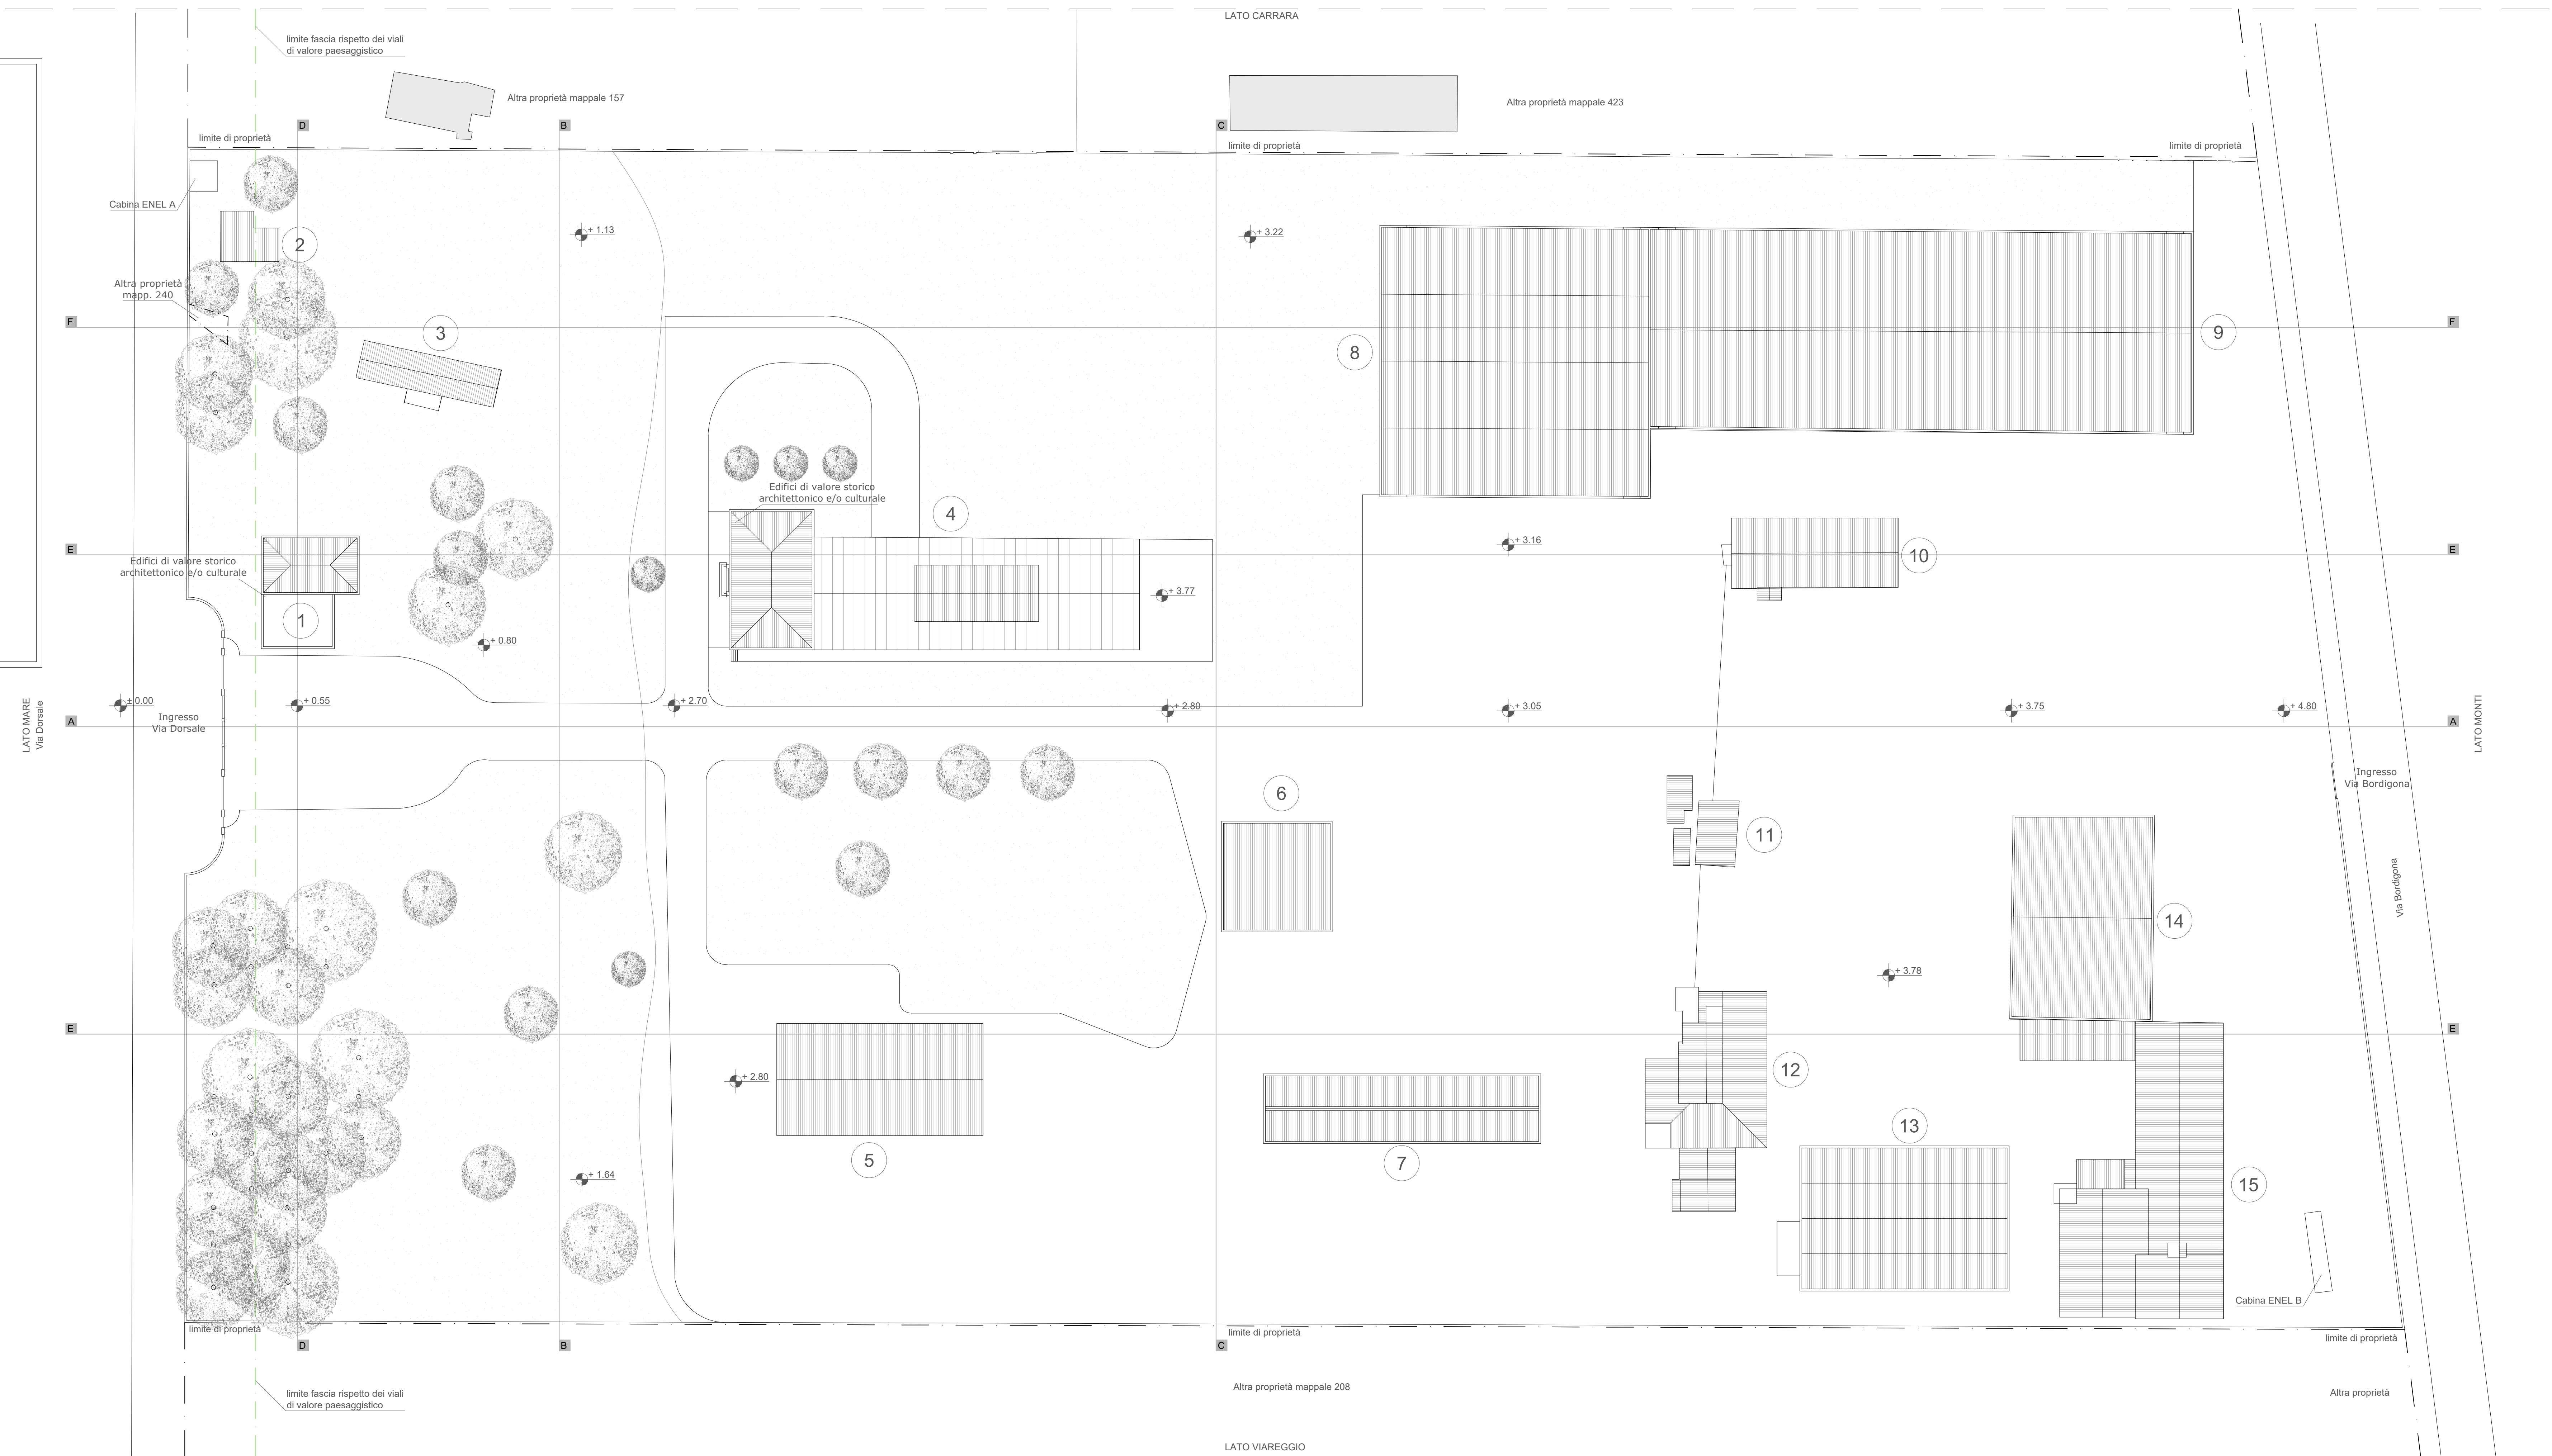 LATO CARRARA
limite fascia rispetto dei viali
di valore paesaggistico
Altra proprietà mappale 157
Altra proprietà mappale 423
D
B
C
limite di proprietà
limite di proprietà
limite di proprietà
Cabina ENEL A
2
+ 1.13
+ 3.22
Altra proprietà
mapp. 240
F
3
8
9
F
Edifici di valore storico
architettonico e/o culturale
4
E
+ 3.16
10
E
Edifici di valore storico
architettonico e/o culturale
1
+ 3.77
+ 0.80
LATO MARE
Via Dorsale
± 0.00
Ingresso
Via Dorsale
+ 0.55
+ 2.70
+ 2.80
+ 3.05
+ 3.75
+ 4.80
LATO MONTI
A
A
Ingresso
Via Bordigona
6
11
Via Bordigona
14
+ 3.78
E
E
12
+ 2.80
13
5
7
+ 1.64
15
Cabina ENEL B
limite di proprietà
limite di proprietà
limite di proprietà
D
B
C
limite fascia rispetto dei viali
di valore paesaggistico
Altra proprietà mappale 208
Altra proprietà
LATO VIAREGGIO